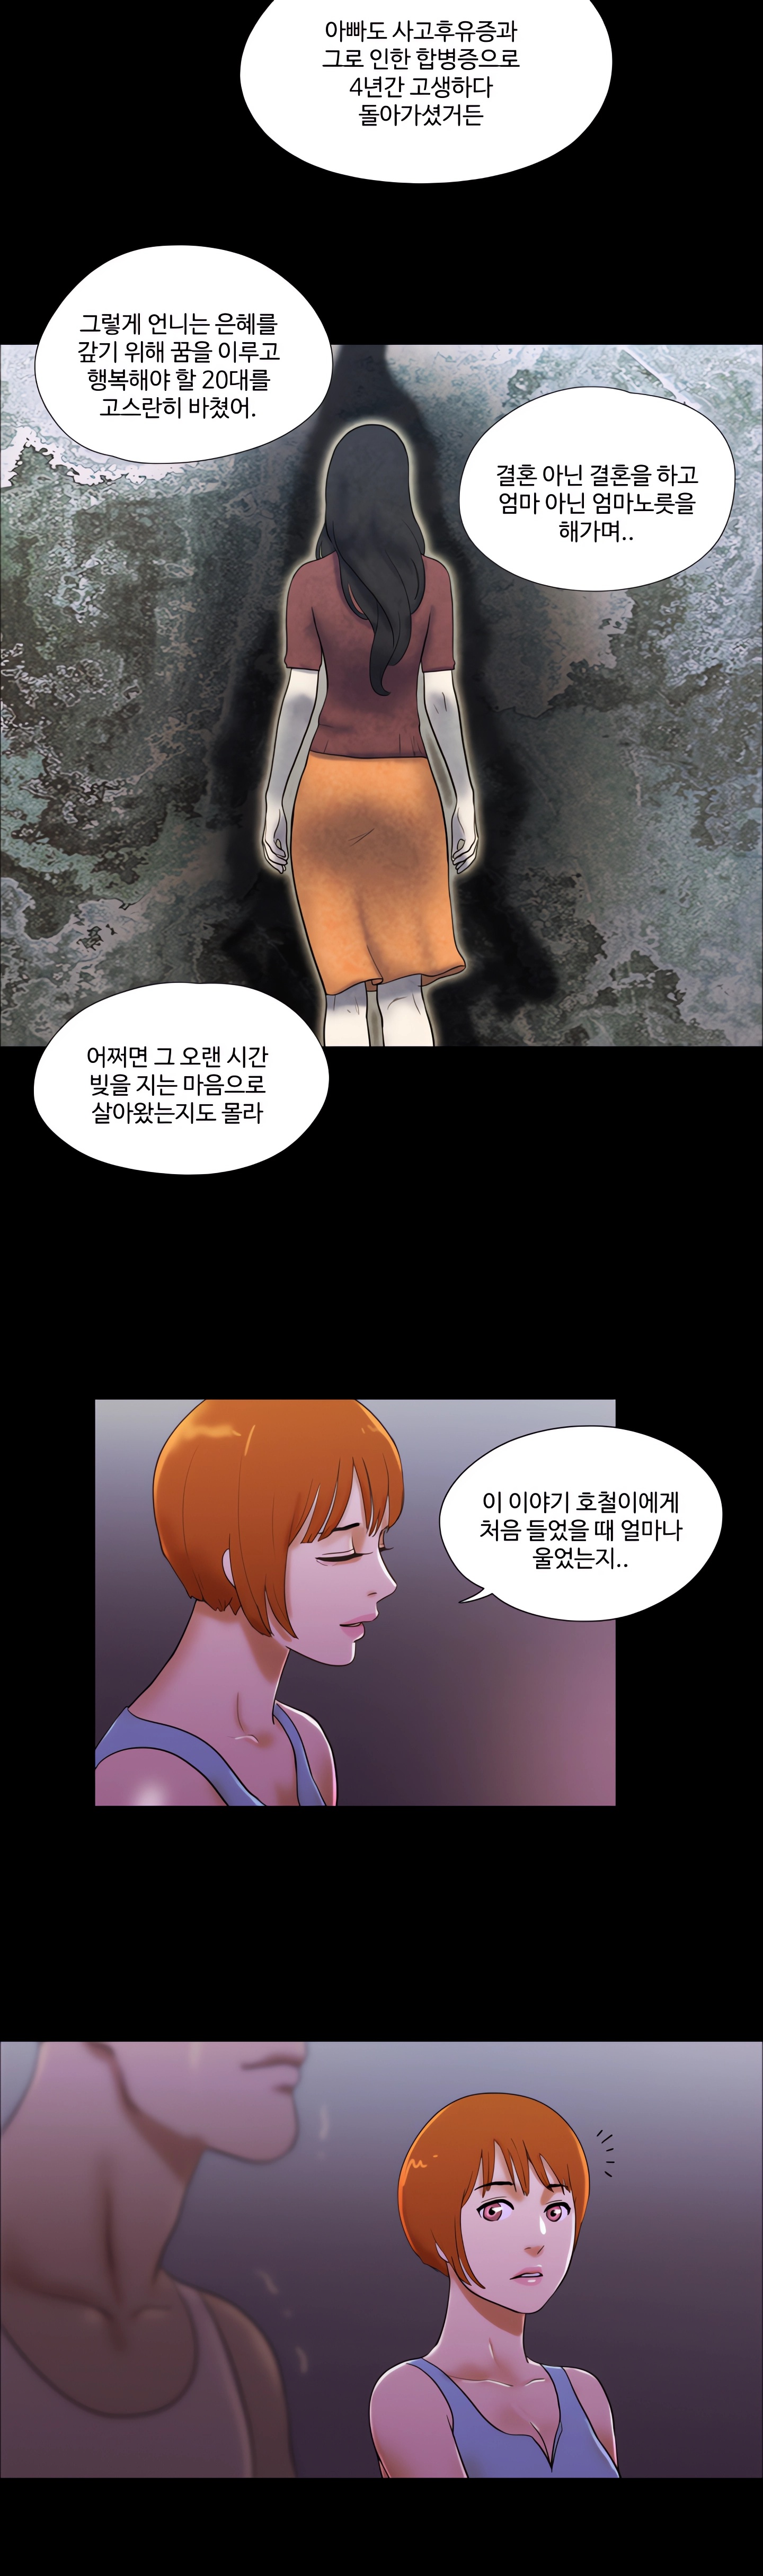 아빠도 사고후유증과
그로 인한 합병증으로
4년간 고생하다
돌아가셨거든
그렇게 언니는 은혜를
갚기 위해 꿈을 이루고
행복해야 할 20대를
고스란히 바쳤어.
결혼 아닌 결혼을 하고
엄마 아닌 엄마노릇을
해가며..
어쩌면 그 오랜 시간
빚을 지는 마음으로
살아왔는지도 몰라
이 이야기 호철이에게
처음 들었을 때 얼마나
울었는지..